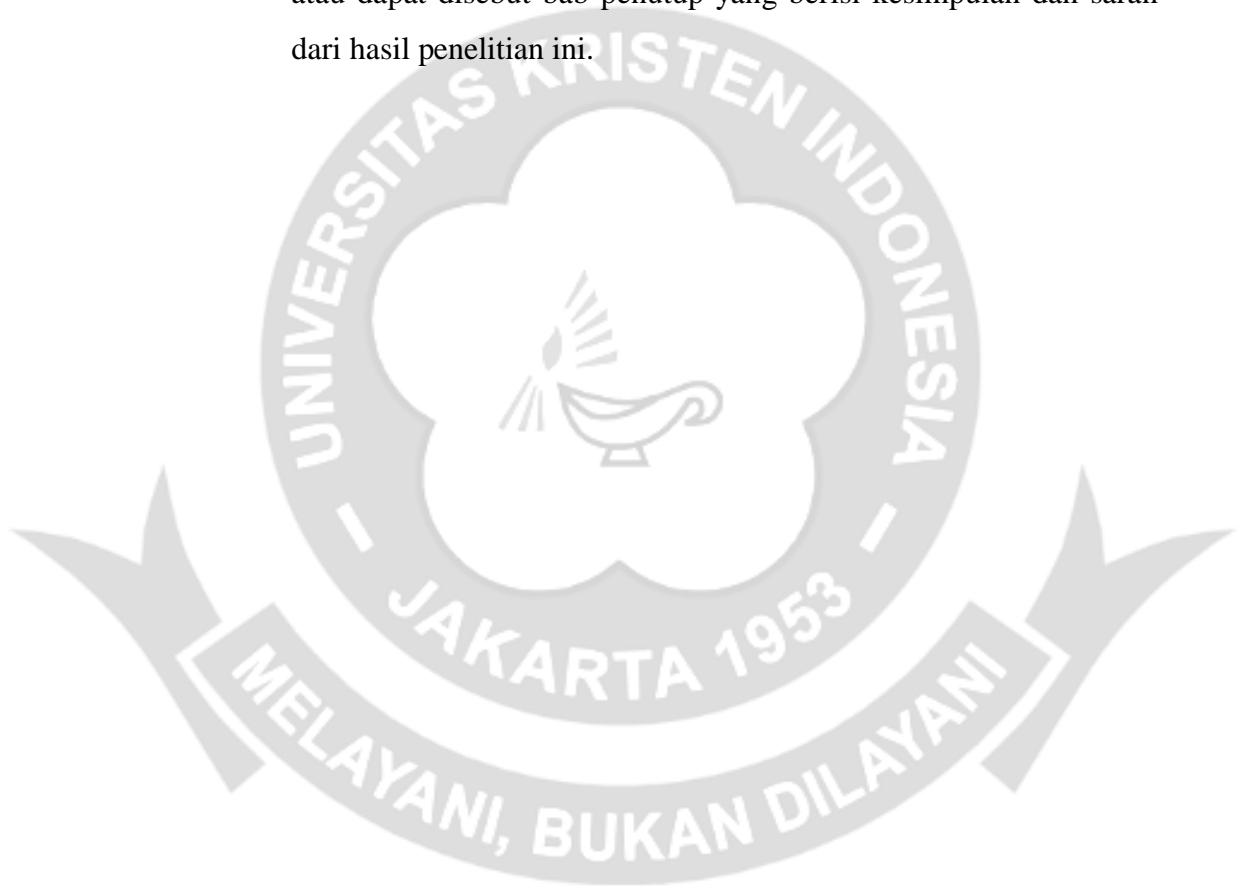 atau dapat disebut bab penutup yang berisi kesimpulan dan saran
dari hasil penelitian ini.
UNIVERSITAS KRISTEN INDONESIA
JAKARTA 1953
MELAYANI, BUKAN DILAYANI